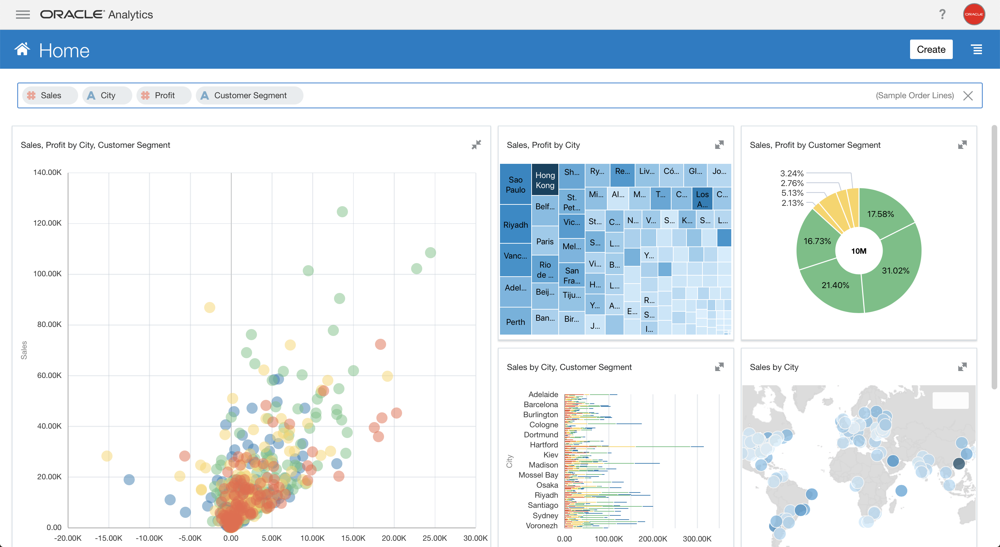 ORACLE Analytics
?
ORACLE
Home
Create
# Sales
A City
# Profit
A Customer Segment
(Sample Order Lines)
Sales, Profit by City, Customer Segment
140.00K
120.00K
100.00K
80.00K
60.00K
40.00K
20.00K
0.00
Sales
-20.00K
-15.00K
-10.00K
-5.00K
0.00
5.00K
10.00K
15.00K
20.00K
25.00K
30.00K
Sales, Profit by City
Sao
Paulo
Riyadh
Vanc...
Adel...
Perth
Hong
Kong
Belf...
Paris
Rio
de ...
Beij...
Ban...
Sh...
St.
Pet...
Vic...
Mel...
San
Fra...
Tiju...
Bir...
Ry...
Re...
Liv...
Có...
Gl...
Jo...
Mi...
Al...
M...
T...
C...
Los
A...
C...
St...
C...
N...
V...
S...
K...
S...
L...
S...
L...
Vi...
B...
Y...
H...
L...
Y...
A...
R...
E...
S...
J...
I...
Sales, Profit by Customer Segment
3.24%
2.76%
5.13%
2.13%
17.58%
16.73%
10M
31.02%
21.40%
Sales by City, Customer Segment
City
Adelaide
Barcelona
Burlington
Cologne
Dortmund
Hartford
Kiev
Madison
Mossel Bay
Osaka
Riyadh
Santiago
Sydney
Voronezh
0.00
100.00K
200.00K
300.00K
Sales by City